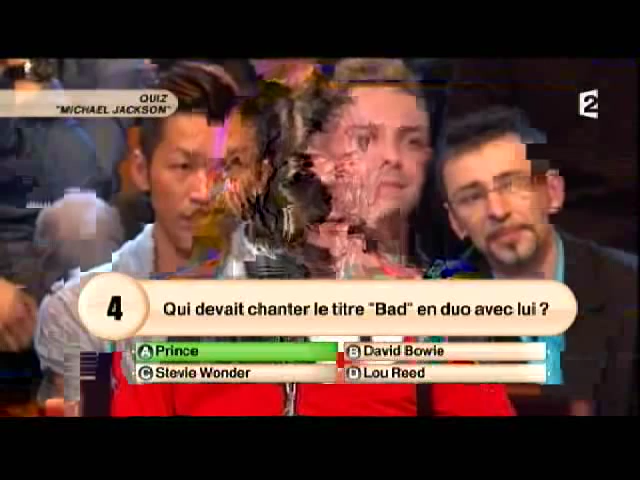 QUIZ
"MICHAEL JACKSON"
2
4
Qui devait chanter le titre "Bad" en duo avec lui ?
A Prince
B David Bowie
C Stevie Wonder
D Lou Reed